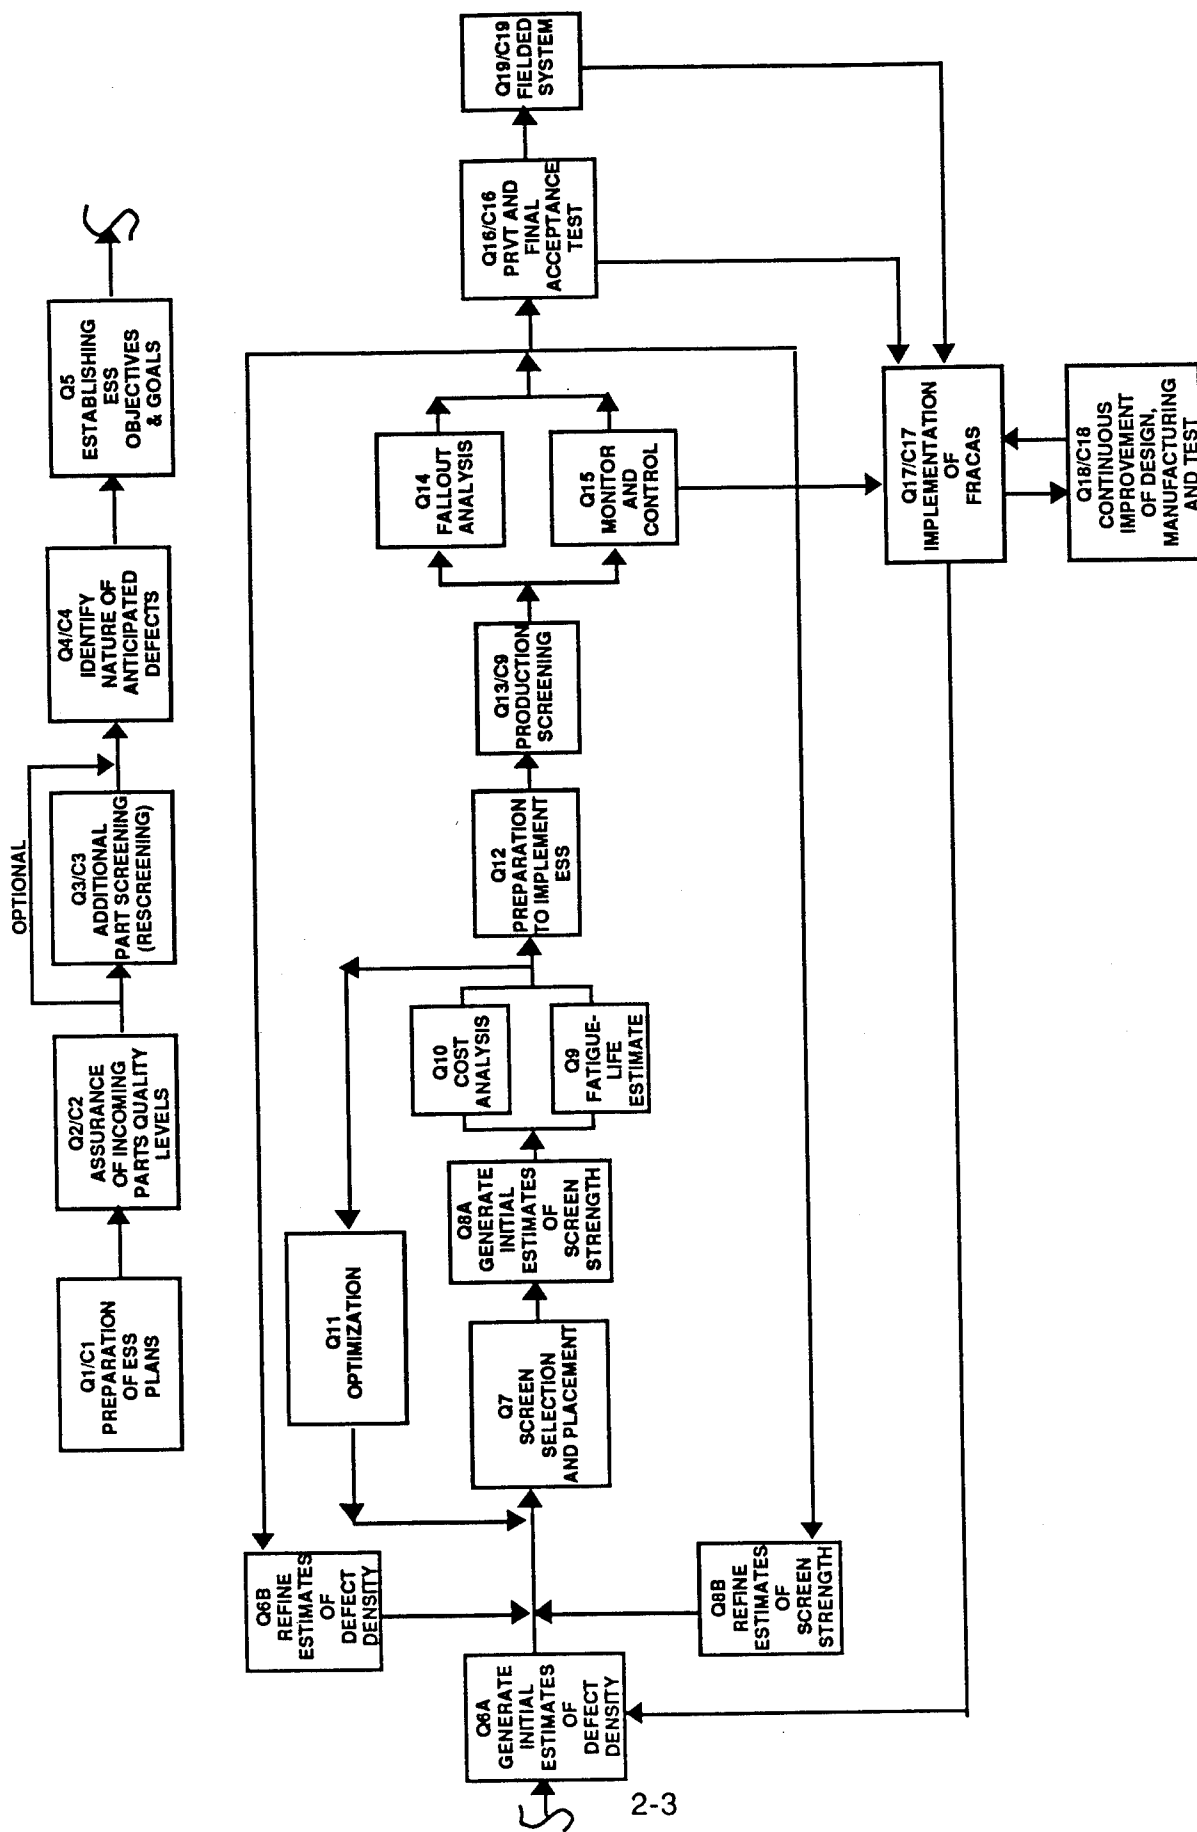 Q1/C1
PREPARATION
OF ESS
PLANS
Q2/C2
ASSURANCE
OF INCOMING
PARTS QUALITY
LEVELS
OPTIONAL
Q3/C3
ADDITIONAL
PART SCREENING
(RESCREENING)
Q4/C4
IDENTIFY
NATURE OF
ANTICIPATED
DEFECTS
Q5
ESTABLISHING
ESS
OBJECTIVES
& GOALS
Q6A
GENERATE
INITIAL
ESTIMATES
OF
DEFECT
DENSITY
Q6B
REFINE
ESTIMATES
OF
DEFECT
DENSITY
Q8B
REFINE
ESTIMATES
OF
SCREEN
STRENGTH
Q11
OPTIMIZATION
Q7
SCREEN
SELECTION
AND PLACEMENT
Q8A
GENERATE
INITIAL
ESTIMATES
OF
SCREEN
STRENGTH
Q10
COST
ANALYSIS
Q9
FATIGUE-
LIFE
ESTIMATE
Q12
PREPARATION
TO IMPLEMENT
ESS
Q13/C9
PRODUCTION
SCREENING
Q14
FALLOUT
ANALYSIS
Q15
MONITOR
AND
CONTROL
Q16/C16
PRVT AND
FINAL
ACCEPTANCE
TEST
Q19/C19
FIELDED
SYSTEM
Q17/C17
IMPLEMENTATION
OF
FRACAS
Q18/C18
CONTINUOUS
IMPROVEMENT
OF DESIGN,
MANUFACTURING
AND TEST
2-3